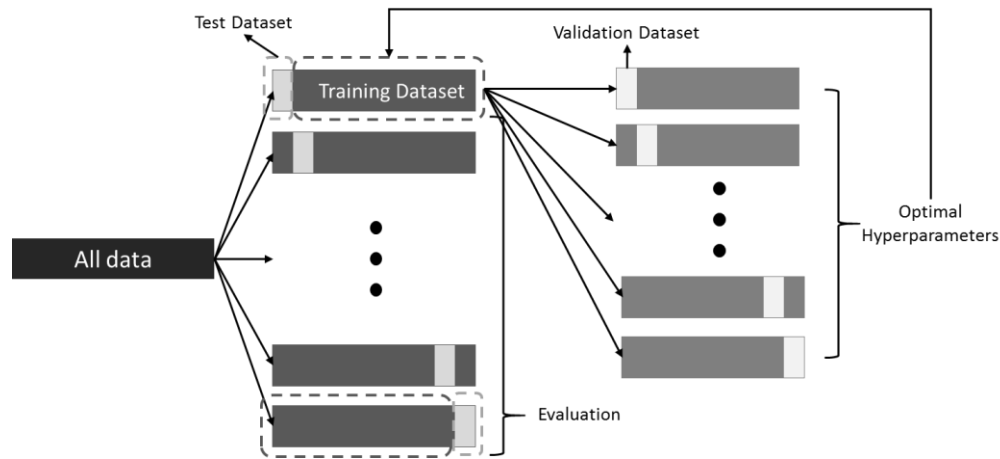 Test Dataset
Validation Dataset
Training Dataset
All data
Optimal
Hyperparameters
Evaluation